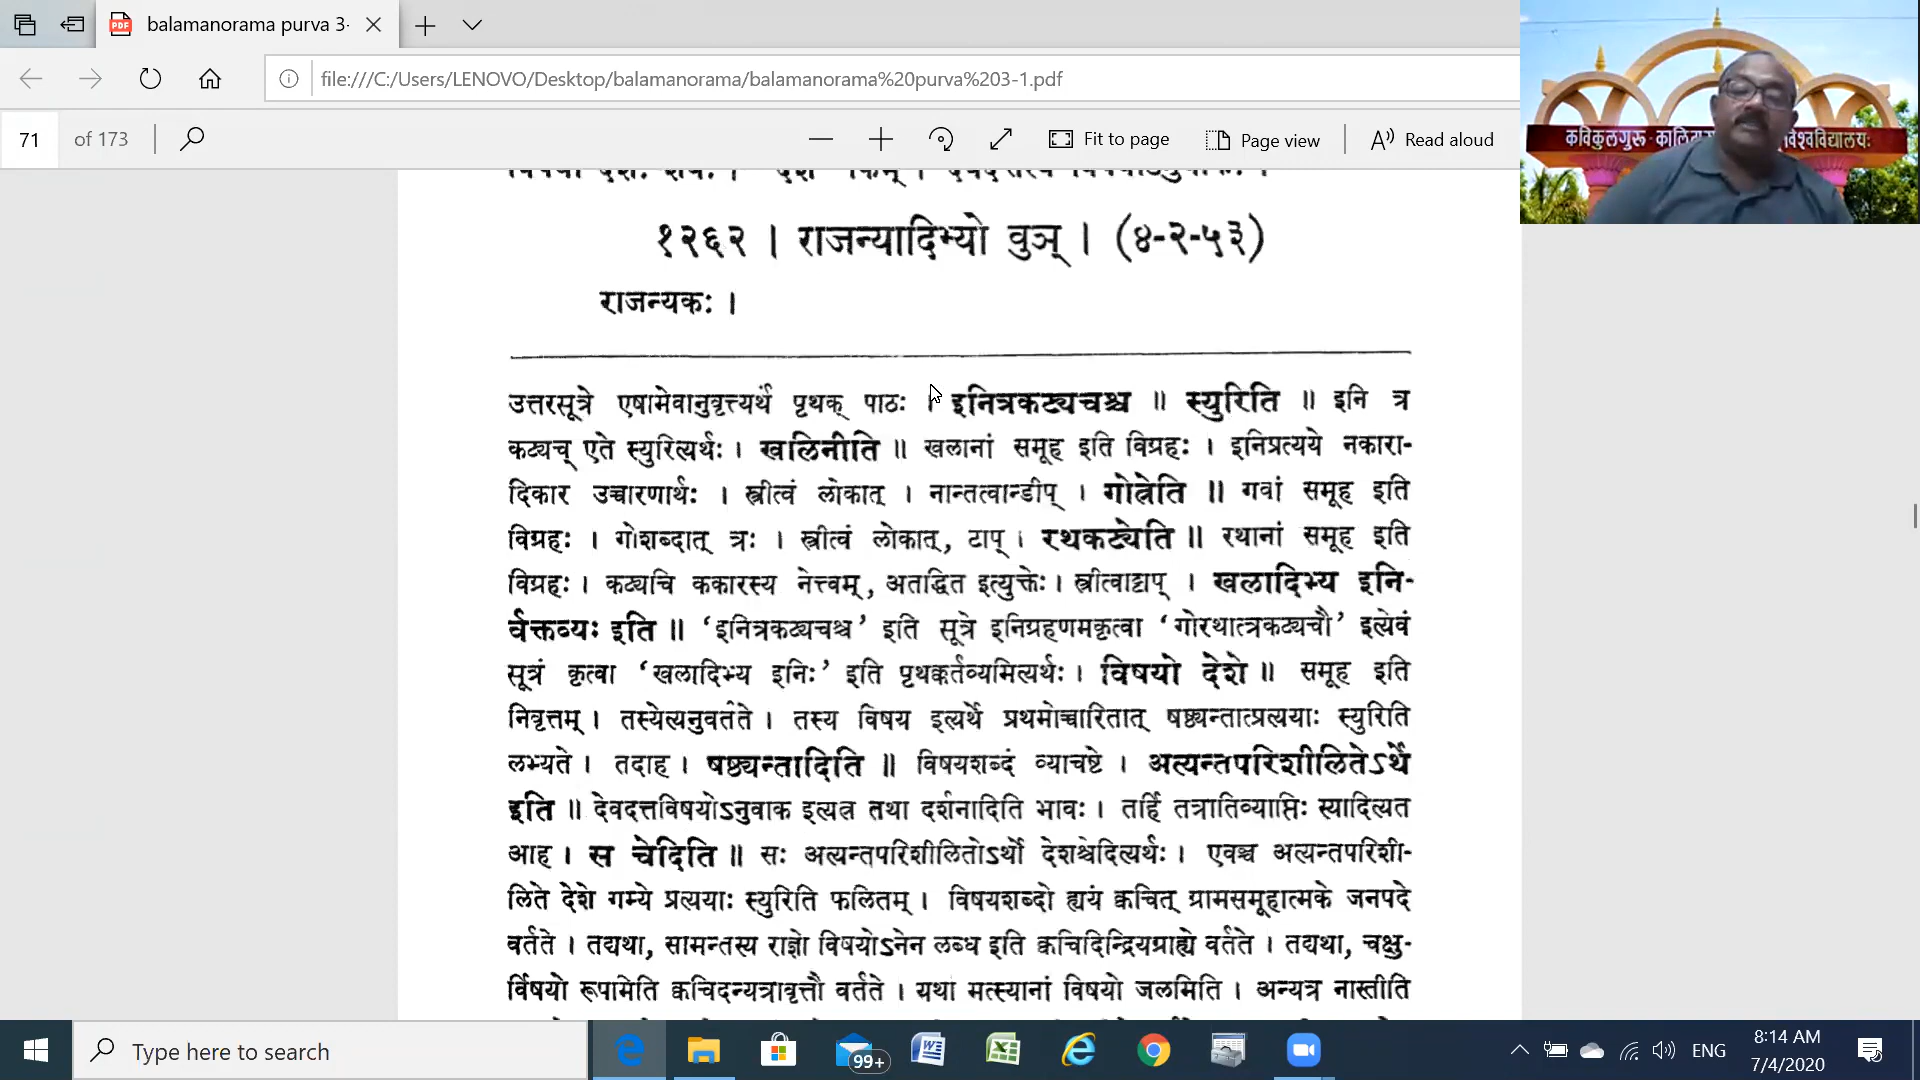 balamanorama purva 3-
file:///C:/Users/LENOVO/Desktop/balamanorama/balamanorama%20purva%203-1.pdf
71 of 173
Fit to page
Page view
Read aloud
कविकुलगुरु कालिदा
वेश्वविद्यालयः
१२६२ । राजन्यादिभ्यो वुञ् । (४-२-५३)
राजन्यकः ।
उत्तरसूत्रे एषामेवानुवृत्त्यर्थं पृथक् पाठः । इनित्रकट्यचश्च ॥ स्युरिति ॥ इनि त्र
कट्यच् एते स्युरित्यर्थः । खलिनीति ॥ खलानां समूह इति विग्रहः । इनिप्रत्यये नकारा-
दिकार उच्चारणार्थः । स्त्रीत्वं लोकात् । नान्तत्वान्ङीप् । गोत्रेति ॥ गवां समूह इति
विग्रहः । गोशब्दात् त्रः । स्त्रीत्वं लोकात्, टाप् । रथकट्येति ॥ रथानां समूह इति
विग्रहः । कट्यचि ककारस्य नेत्त्वम्, अतद्धित इत्युक्तेः । स्त्रीत्वाट्टाप् । खलादिभ्य इनि-
र्वक्तव्यः इति ॥ ‘इनित्रकट्यचश्च’ इति सूत्रे इनिग्रहणमकृत्वा ‘गोरथात्त्रकट्यचौ’ इत्येवं
सूत्रं कृत्वा ‘खलादिभ्य इनिः’ इति पृथक्कर्तव्यमित्यर्थः । विषयो देशे ॥ समूह इति
निवृत्तम् । तस्येत्यनुवर्तते । तस्य विषय इत्यर्थे प्रथमोच्चारितात् षष्ठ्यन्तात्प्रत्ययाः स्युरिति
लभ्यते । तदाह । षष्ठ्यन्तादिति ॥ विषयशब्दं व्याचष्टे । अत्यन्तपरिशीलितेऽर्थे
इति ॥ देवदत्तविषयोऽनुवाक इत्यत्र तथा दर्शनादिति भावः । तर्हि तत्रातिव्याप्तिः स्यादित्यत
आह । स चेदिति ॥ सः अत्यन्तपरिशीलितोऽर्थो देशश्चेदित्यर्थः । एवञ्च अत्यन्तपरिशी-
लिते देशे गम्ये प्रत्ययाः स्युरिति फलितम् । विषयशब्दो ह्ययं क्वचित् ग्रामसमूहात्मके जनपदे
वर्तते । तद्यथा, सामन्तस्य राज्ञो विषयोऽनेन लब्ध इति क्वचिदिन्द्रियग्राह्ये वर्तते । तद्यथा, चक्षु-
र्विषयो रूपामिति क्वचिदन्यत्रावृत्तौ वर्तते । यथा मत्स्यानां विषयो जलमिति । अन्यत्र नास्तीति
Type here to search
99+
ENG
8:14 AM
7/4/2020